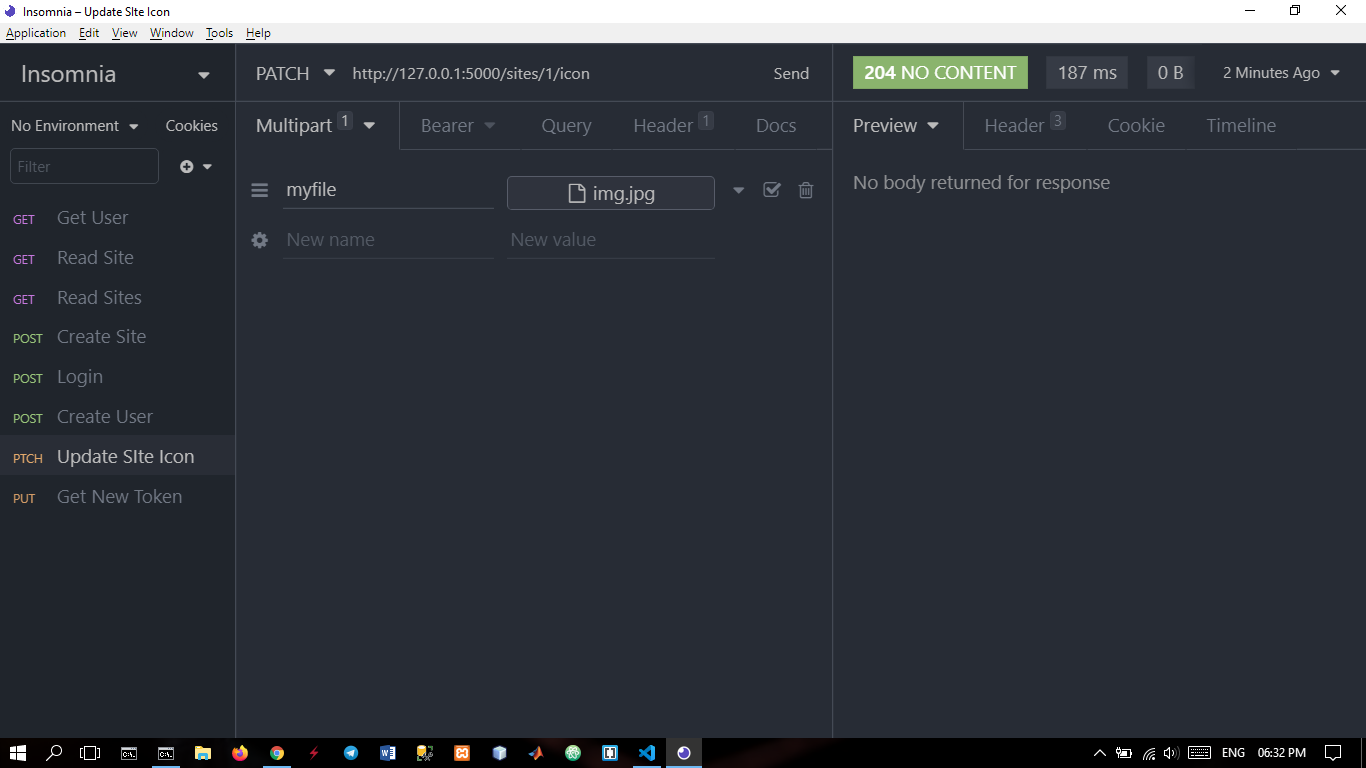 Insomnia – Update SIte Icon
Application Edit View Window Tools Help
Insomnia
No Environment Cookies
Filter
GET Get User
GET Read Site
GET Read Sites
POST Create Site
POST Login
POST Create User
PTCH Update SIte Icon
PUT Get New Token
PATCH http://127.0.0.1:5000/sites/1/icon Send
Multipart 1 Bearer Query Header 1 Docs
myfile img.jpg
New name New value
204 NO CONTENT 187 ms 0 B 2 Minutes Ago
Preview Header 3 Cookie Timeline
No body returned for response
ENG 06:32 PM